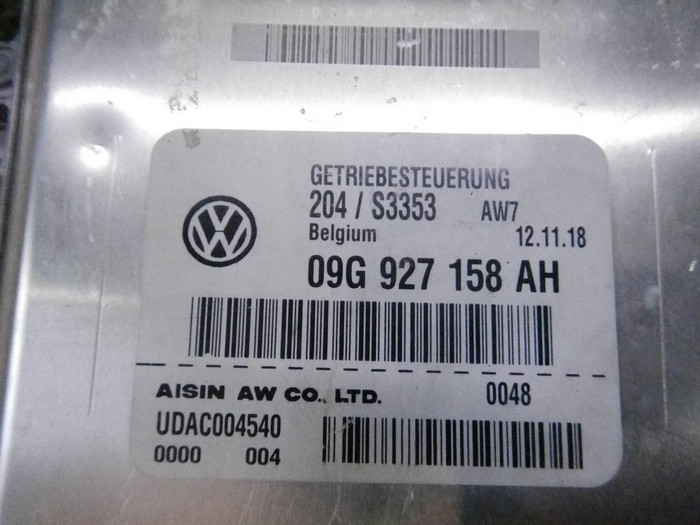 GETRIEBESTEUERUNG
204 / S3353 AW7
Belgium 12.11.18
09G 927 158 AH
AISIN AW CO., LTD. 0048
UDAC004540
0000 004